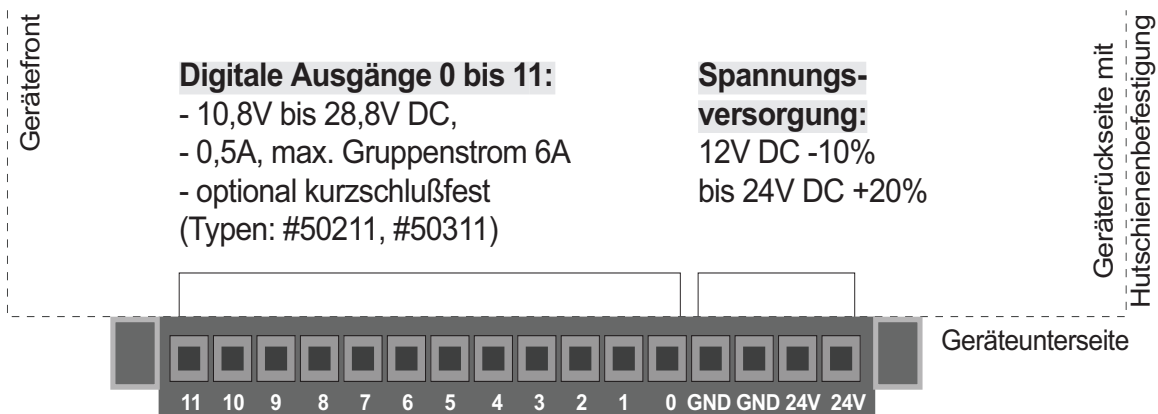 Gerätefront
Digitale Ausgänge 0 bis 11:
- 10,8V bis 28,8V DC,
- 0,5A, max. Gruppenstrom 6A
- optional kurzschlußfest
(Typen: #50211, #50311)
Spannungs-
versorgung:
12V DC -10%
bis 24V DC +20%
Geräterückseite mit
Hutschienenbefestigung
Geräteunterseite
11 10 9 8 7 6 5 4 3 2 1 0 GND GND 24V 24V